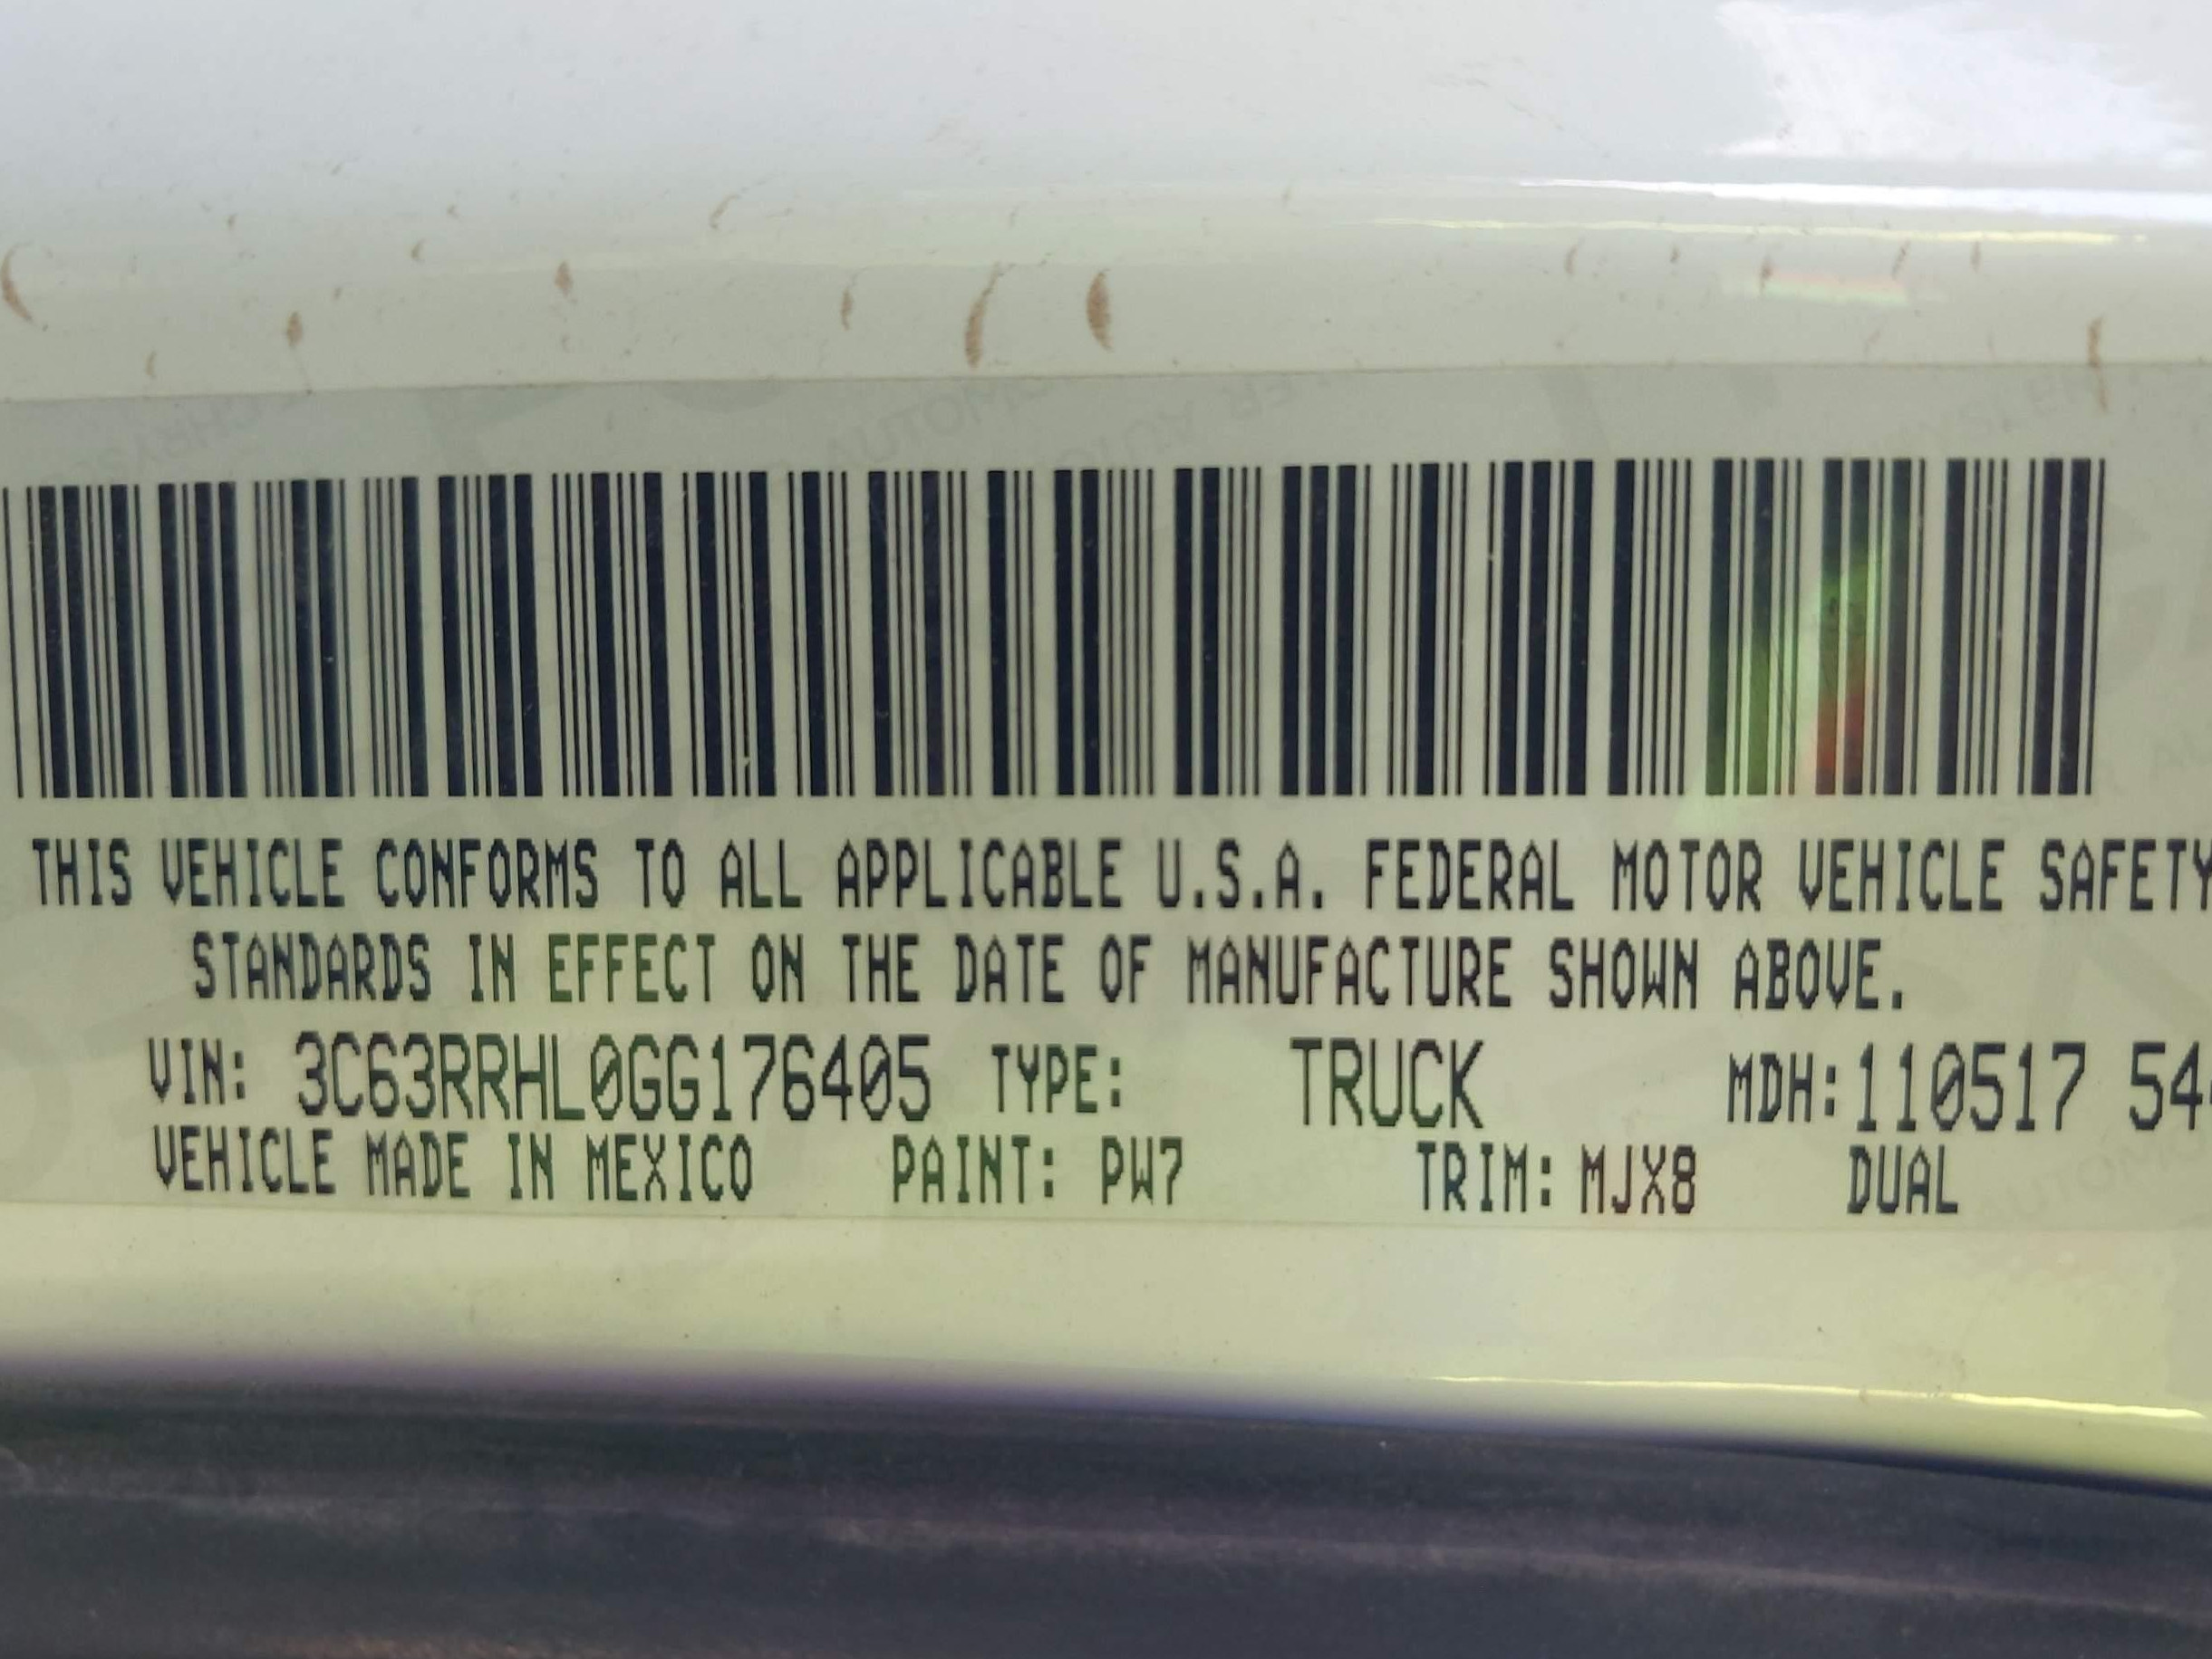 THIS VEHICLE CONFORMS TO ALL APPLICABLE U.S.A. FEDERAL MOTOR VEHICLE SAFETY
STANDARDS IN EFFECT ON THE DATE OF MANUFACTURE SHOWN ABOVE.
VIN: 3C63RRHL0GG176405 TYPE: TRUCK MDH:110517 54
VEHICLE MADE IN MEXICO PAINT: PW7 TRIM: MJX8 DUAL